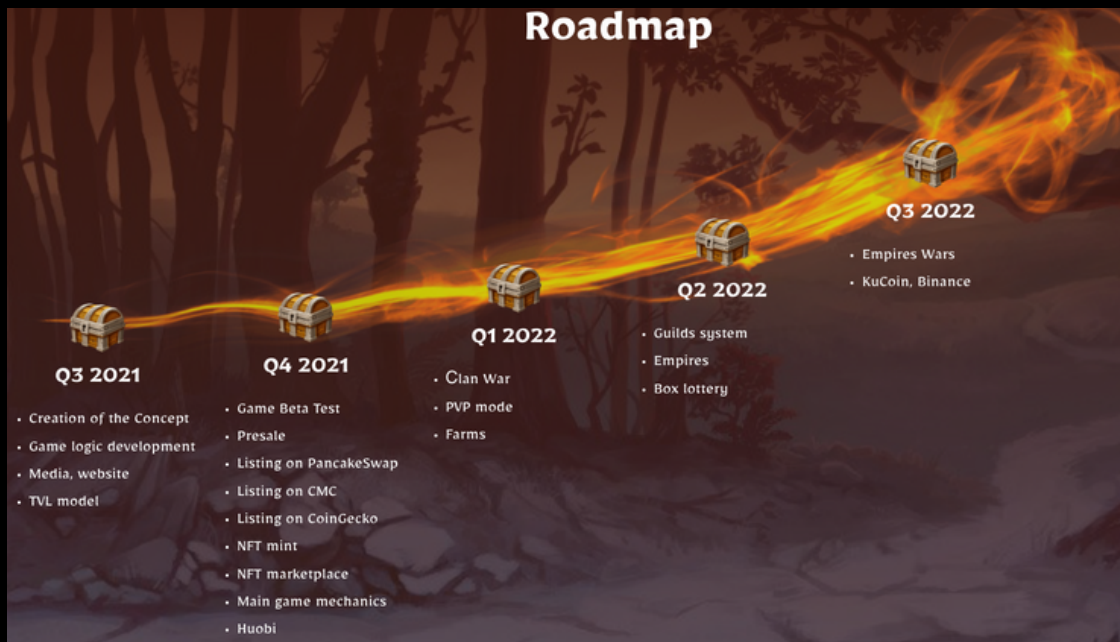 Roadmap
Q3 2021
• Creation of the Concept
• Game logic development
• Media, website
• TVL model
Q4 2021
• Game Beta Test
• Presale
• Listing on PancakeSwap
• Listing on CMC
• Listing on CoinGecko
• NFT mint
• NFT marketplace
• Main game mechanics
• Huobi
Q1 2022
• Clan War
• PVP mode
• Farms
Q2 2022
• Guilds system
• Empires
• Box lottery
Q3 2022
• Empires Wars
• KuCoin, Binance